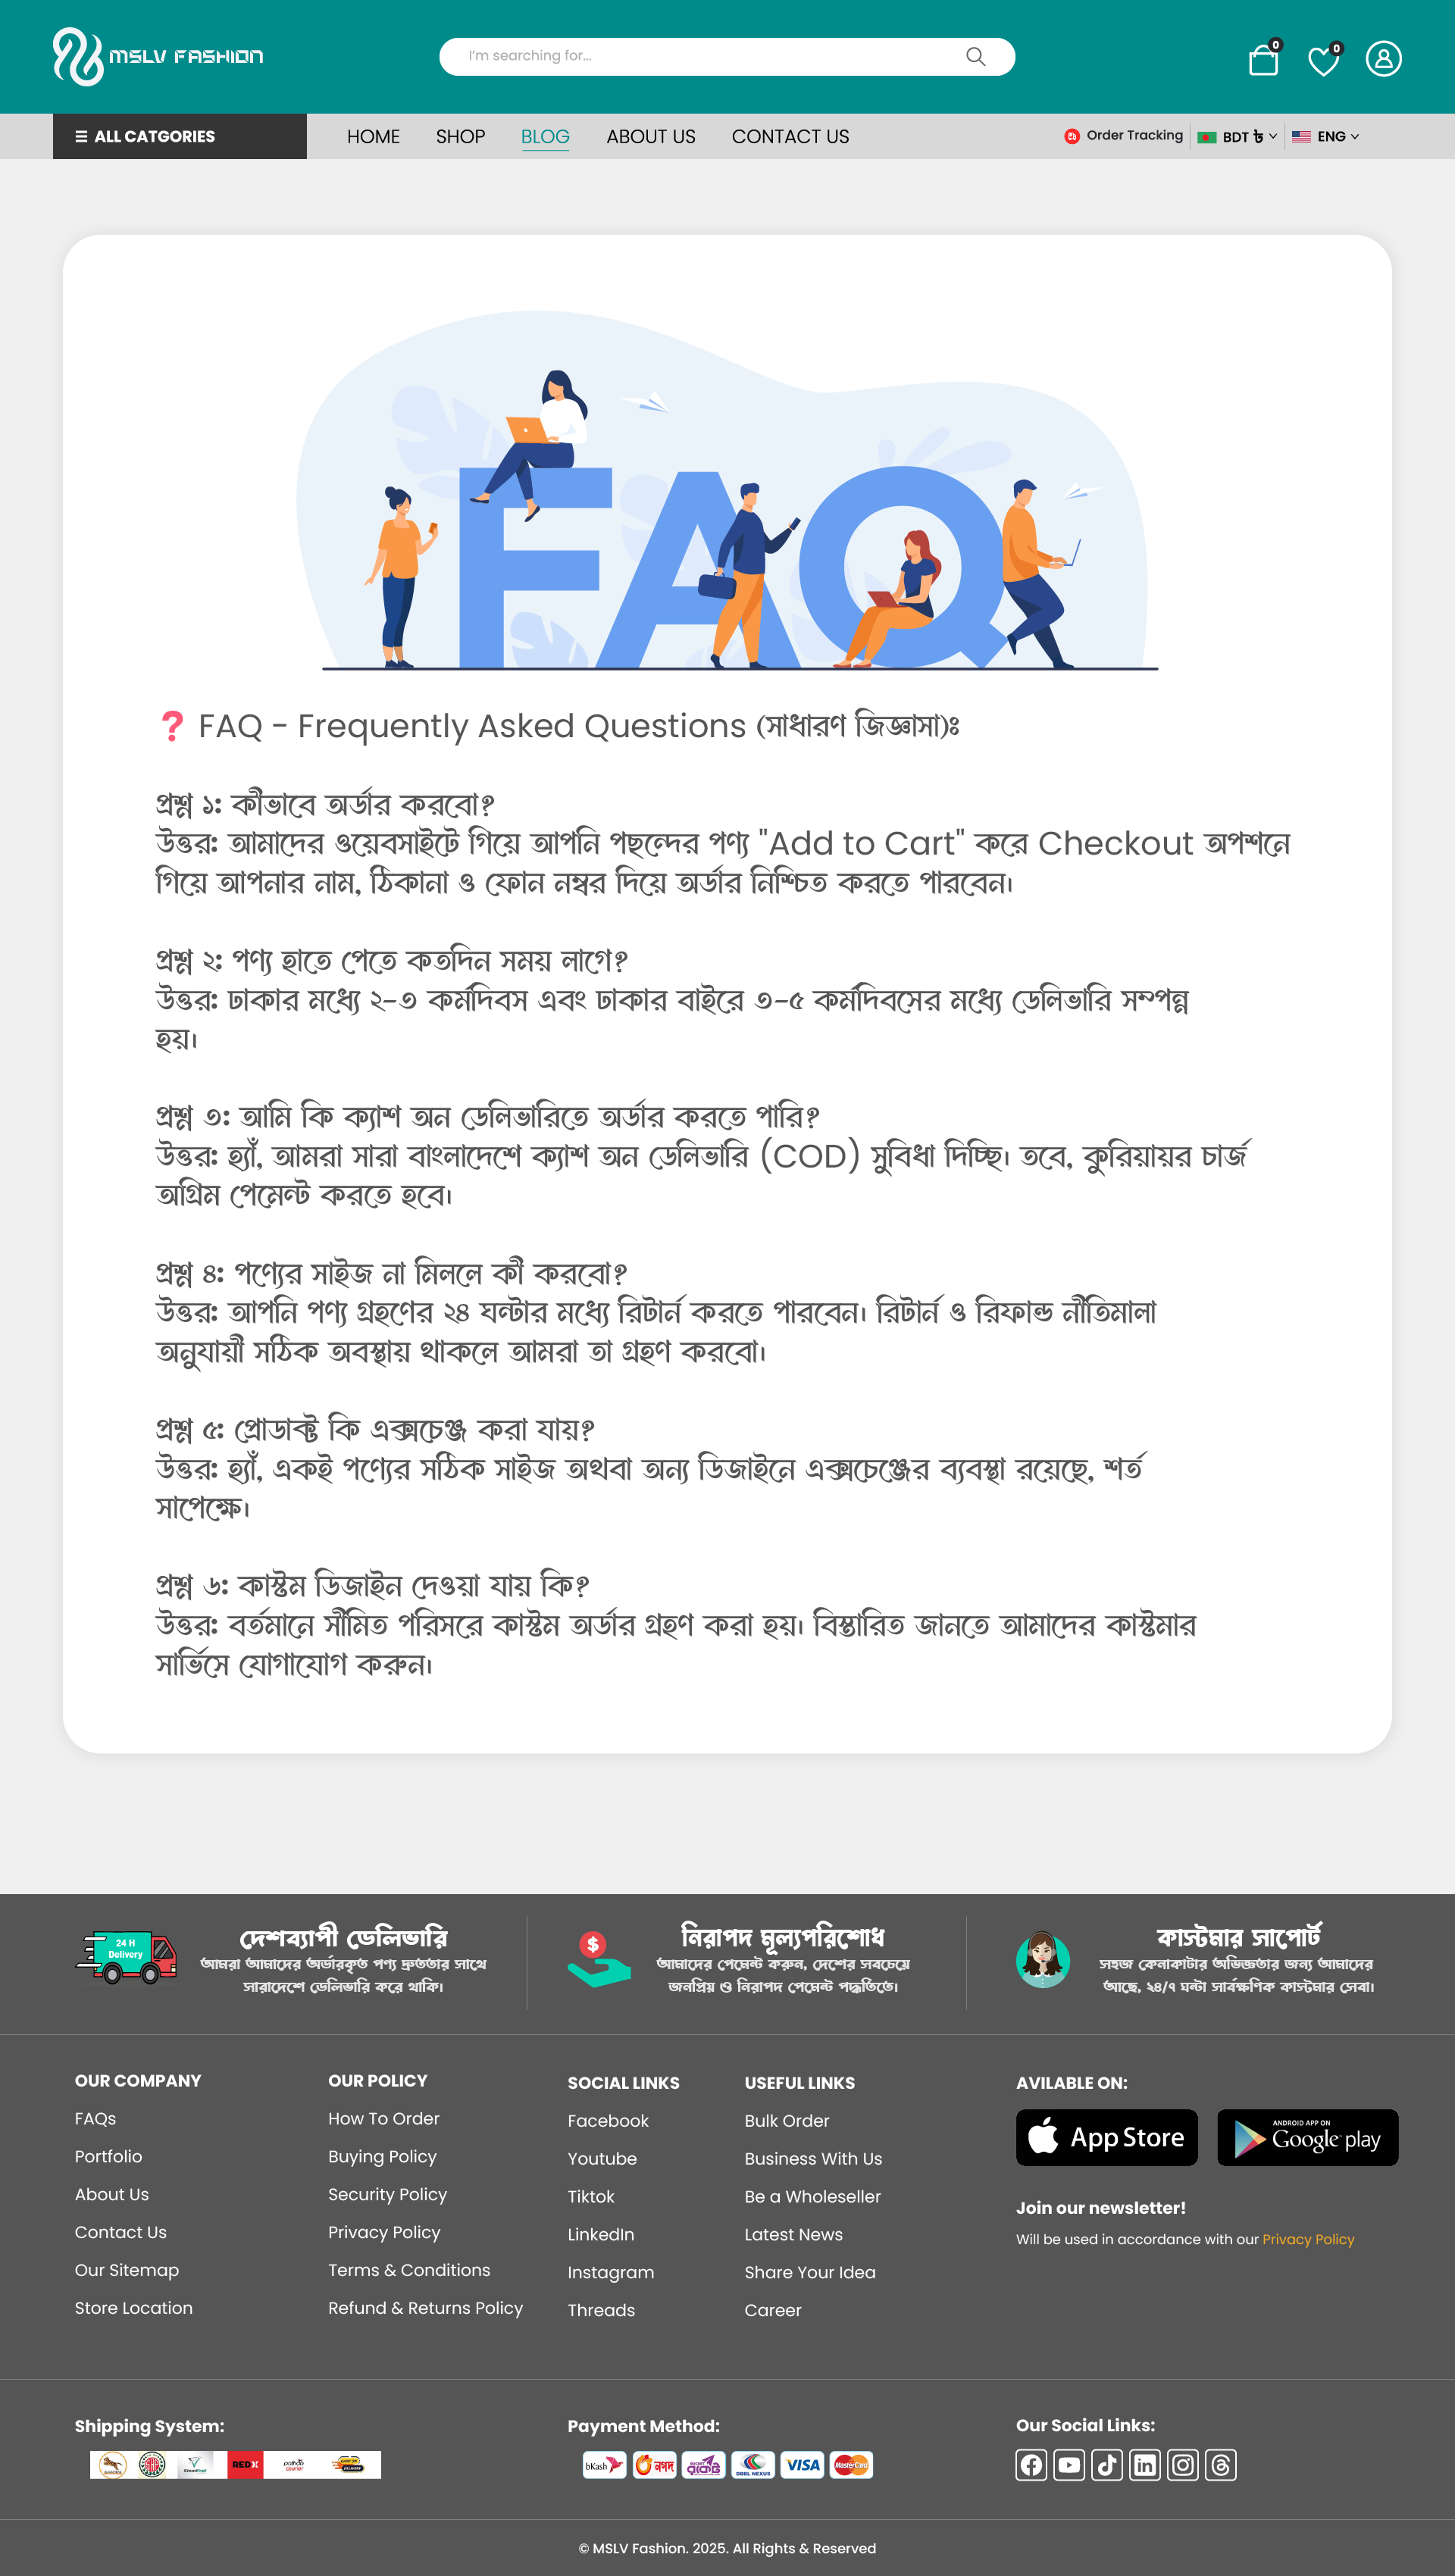 MSLV FASHION
I'm searching for...
0
0
ALL CATGORIES
HOME
SHOP
BLOG
ABOUT US
CONTACT US
Order Tracking
BDT ৳
ENG
FAQ
❓ FAQ - Frequently Asked Questions (সাধারণ জিজ্ঞাসা)ঃ
প্রশ্ন ১: কীভাবে অর্ডার করবো?
উত্তর: আমাদের ওয়েবসাইটে গিয়ে আপনি পছন্দের পণ্য "Add to Cart" করে Checkout অপশনে
গিয়ে আপনার নাম, ঠিকানা ও ফোন নম্বর দিয়ে অর্ডার নিশ্চিত করতে পারবেন।
প্রশ্ন ২: পণ্য হাতে পেতে কতদিন সময় লাগে?
উত্তর: ঢাকার মধ্যে ২–৩ কর্মদিবস এবং ঢাকার বাইরে ৩–৫ কর্মদিবসের মধ্যে ডেলিভারি সম্পন্ন
হয়।
প্রশ্ন ৩: আমি কি ক্যাশ অন ডেলিভারিতে অর্ডার করতে পারি?
উত্তর: হ্যাঁ, আমরা সারা বাংলাদেশে ক্যাশ অন ডেলিভারি (COD) সুবিধা দিচ্ছি। তবে, কুরিয়ায়র চার্জ
অগ্রিম পেমেন্ট করতে হবে।
প্রশ্ন ৪: পণ্যের সাইজ না মিললে কী করবো?
উত্তর: আপনি পণ্য গ্রহণের ২৪ ঘন্টার মধ্যে রিটার্ন করতে পারবেন। রিটার্ন ও রিফান্ড নীতিমালা
অনুযায়ী সঠিক অবস্থায় থাকলে আমরা তা গ্রহণ করবো।
প্রশ্ন ৫: প্রোডাক্ট কি এক্সচেঞ্জ করা যায়?
উত্তর: হ্যাঁ, একই পণ্যের সঠিক সাইজ অথবা অন্য ডিজাইনে এক্সচেঞ্জের ব্যবস্থা রয়েছে, শর্ত
সাপেক্ষে।
প্রশ্ন ৬: কাস্টম ডিজাইন দেওয়া যায় কি?
উত্তর: বর্তমানে সীমিত পরিসরে কাস্টম অর্ডার গ্রহণ করা হয়। বিস্তারিত জানতে আমাদের কাস্টমার
সার্ভিসে যোগাযোগ করুন।
24 H
Delivery
দেশব্যাপী ডেলিভারি
আমরা আমাদের অর্ডারকৃত পণ্য দ্রুততার সাথে
সারাদেশে ডেলিভারি করে থাকি।
$
নিরাপদ মূল্যপরিশোধ
আমাদের পেমেন্ট করুন, দেশের সবচেয়ে
জনপ্রিয় ও নিরাপদ পেমেন্ট পদ্ধতিতে।
কাস্টমার সাপোর্ট
সহজ কেনাকাটার অভিজ্ঞতার জন্য আমাদের
আছে, ২৪/৭ ঘন্টা সার্বক্ষণিক কাস্টমার সেবা।
OUR COMPANY
FAQs
Portfolio
About Us
Contact Us
Our Sitemap
Store Location
OUR POLICY
How To Order
Buying Policy
Security Policy
Privacy Policy
Terms & Conditions
Refund & Returns Policy
SOCIAL LINKS
Facebook
Youtube
Tiktok
LinkedIn
Instagram
Threads
USEFUL LINKS
Bulk Order
Business With Us
Be a Wholeseller
Latest News
Share Your Idea
Career
AVILABLE ON:
App Store
ANDROID APP ON
Google play
Join our newsletter!
Will be used in accordance with our Privacy Policy
Shipping System:
REDX
pathao
courier
Payment Method:
bKash
নগদ
রকেট
DBBL NEXUS
VISA
MasterCard
Our Social Links:
© MSLV Fashion. 2025. All Rights & Reserved